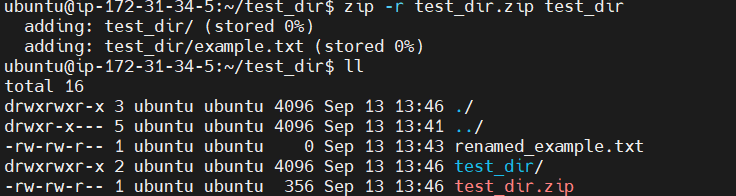 ubuntu@ip-172-31-34-5:~/test_dir$ zip -r test_dir.zip test_dir
  adding: test_dir/ (stored 0%)
  adding: test_dir/example.txt (stored 0%)
ubuntu@ip-172-31-34-5:~/test_dir$ ll
total 16
drwxrwxr-x 3 ubuntu ubuntu 4096 Sep 13 13:46 ./
drwxr-x--- 5 ubuntu ubuntu 4096 Sep 13 13:41 ../
-rw-rw-r-- 1 ubuntu ubuntu    0 Sep 13 13:43 renamed_example.txt
drwxrwxr-x 2 ubuntu ubuntu 4096 Sep 13 13:46 test_dir/
-rw-rw-r-- 1 ubuntu ubuntu  356 Sep 13 13:46 test_dir.zip